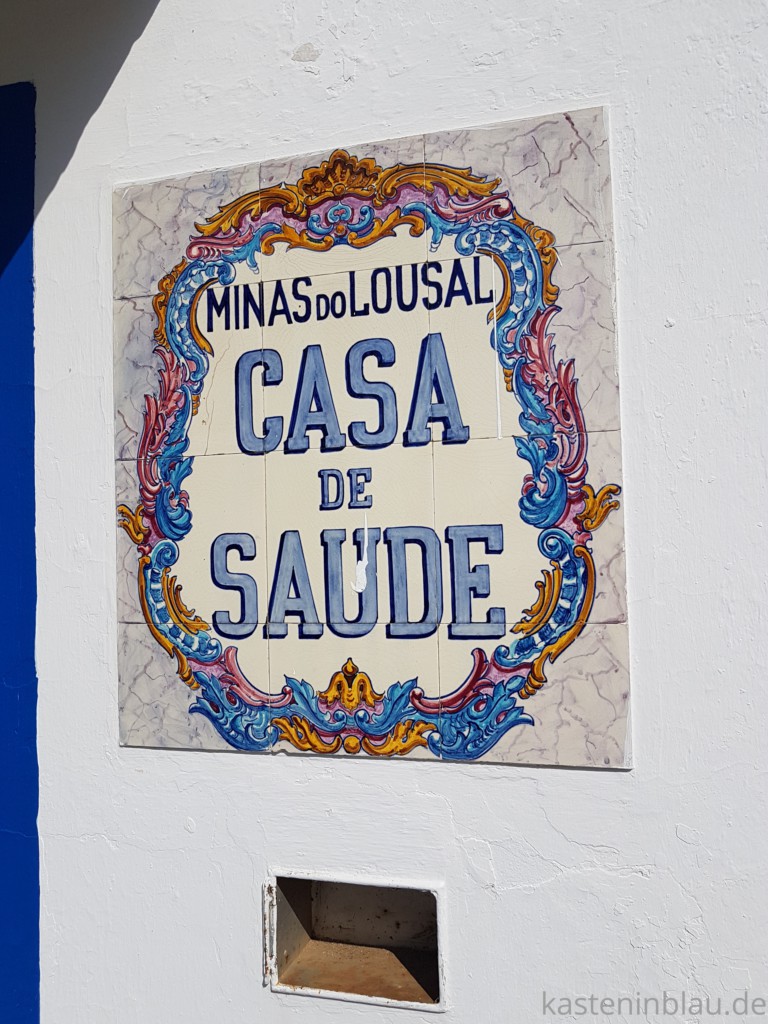 MINAS DO LOUSAL
CASA
DE
SAUDE
kasteninblau.de